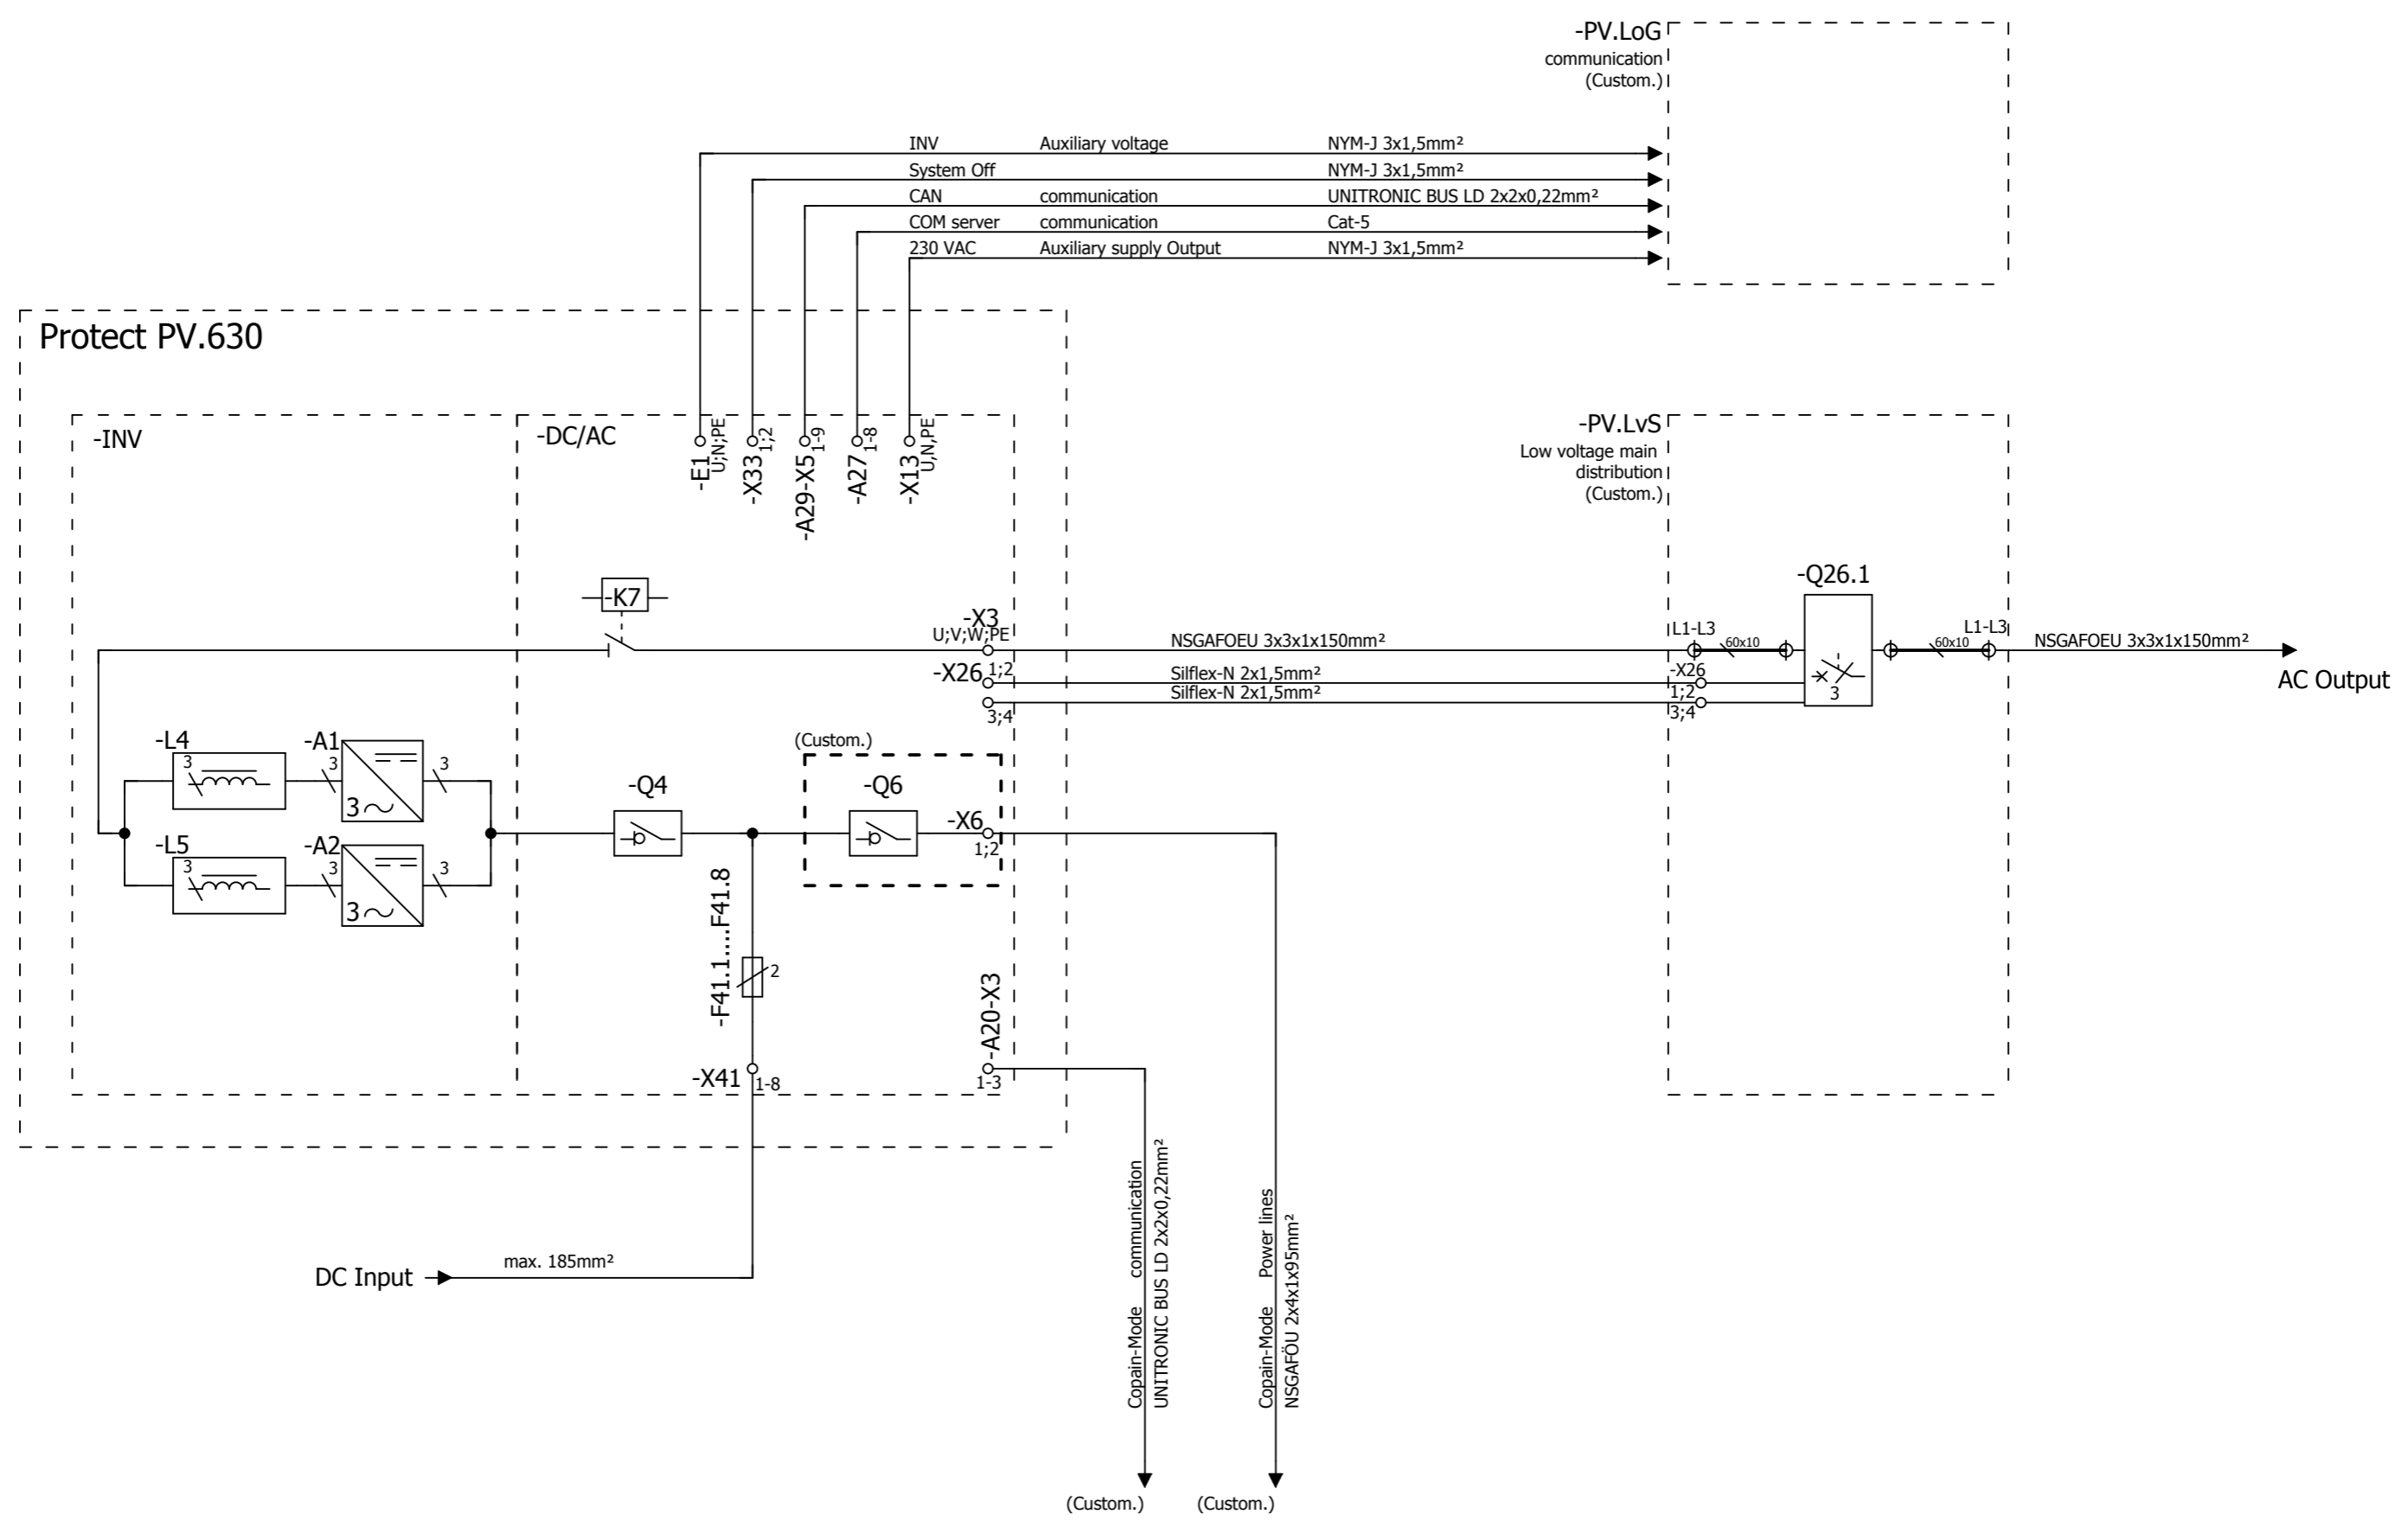 -PV.LoG
communication
(Custom.)
INV Auxiliary voltage NYM-J 3x1,5mm²
System Off NYM-J 3x1,5mm²
CAN communication UNITRONIC BUS LD 2x2x0,22mm²
COM server communication Cat-5
230 VAC Auxiliary supply Output NYM-J 3x1,5mm²
Protect PV.630
-INV
-DC/AC
-E1
U;N;PE
-X33
1;2
-A29-X5
1-9
-A27
1-8
-X13
U,N,PE
-PV.LvS
Low voltage main
distribution
(Custom.)
-K7
-X3
U;V;W;PE
NSGAFOEU 3x3x1x150mm²
L1-L3
60x10
-Q26.1
3
60x10
L1-L3
NSGAFOEU 3x3x1x150mm²
AC Output
-X26
1;2
Silflex-N 2x1,5mm²
Silflex-N 2x1,5mm²
3;4
-X26
1;2
3;4
-L4
3
-A1
3
3
3
-L5
3
-A2
3
3
3
-Q4
(Custom.)
-Q6
-X6
1;2
-F41.1....F41.8
2
-X41
1-8
-A20-X3
1-3
DC Input
max. 185mm²
Copain-Mode communication
UNITRONIC BUS LD 2x2x0,22mm²
Copain-Mode Power lines
NSGAFÖU 2x4x1x95mm²
(Custom.)
(Custom.)